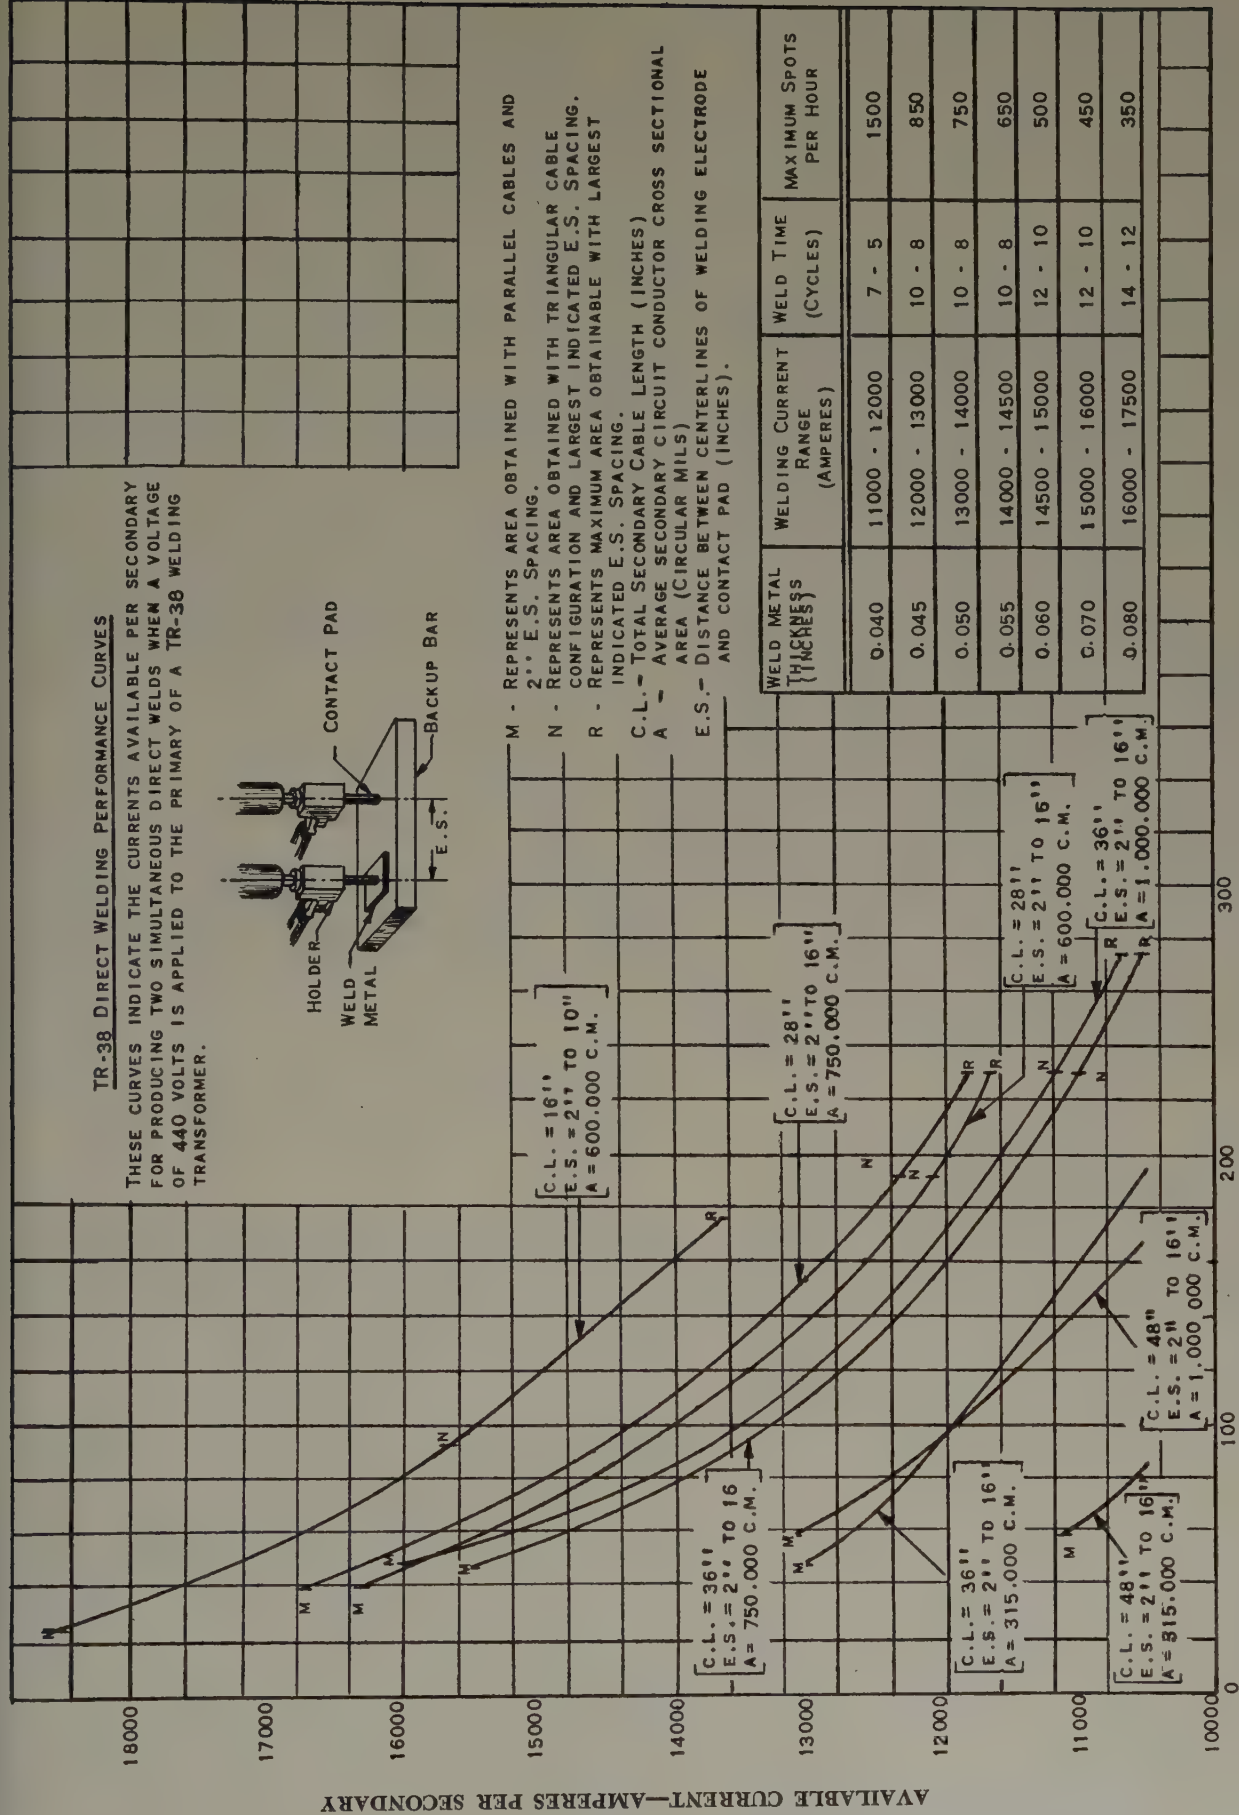 TR-38 DIRECT WELDING PERFORMANCE CURVES
THESE CURVES INDICATE THE CURRENTS AVAILABLE PER SECONDARY
FOR PRODUCING TWO SIMULTANEOUS DIRECT WELDS WHEN A VOLTAGE
OF 440 VOLTS IS APPLIED TO THE PRIMARY OF A TR-38 WELDING
TRANSFORMER.
HOLDER
WELD
METAL
CONTACT PAD
BACKUP BAR
E.S.
M - REPRESENTS AREA OBTAINED WITH PARALLEL CABLES AND
2'' E.S. SPACING.
N - REPRESENTS AREA OBTAINED WITH TRIANGULAR CABLE
CONFIGURATION AND LARGEST INDICATED E.S. SPACING.
R - REPRESENTS MAXIMUM AREA OBTAINABLE WITH LARGEST
INDICATED E.S. SPACING.
C.L.- TOTAL SECONDARY CABLE LENGTH (INCHES)
A - AVERAGE SECONDARY CIRCUIT CONDUCTOR CROSS SECTIONAL
AREA (CIRCULAR MILS)
E.S.- DISTANCE BETWEEN CENTERLINES OF WELDING ELECTRODE
AND CONTACT PAD (INCHES).
WELD METAL
THICKNESS
(INCHES)
WELDING CURRENT
RANGE
(AMPERES)
WELD TIME
(CYCLES)
MAXIMUM SPOTS
PER HOUR
0.040 11000 - 12000 7 - 5 1500
0.045 12000 - 13000 10 - 8 850
0.050 13000 - 14000 10 - 8 750
0.055 14000 - 14500 10 - 8 650
0.060 14500 - 15000 12 - 10 500
0.070 15000 - 16000 12 - 10 450
0.080 16000 - 17500 14 - 12 350
C.L. = 16''
E.S. = 2'' TO 10"
A = 600.000 C.M.
C.L. = 28''
E.S. = 2'' TO 16''
A = 750.000 C.M.
C.L. = 28''
E.S. = 2'' TO 16''
A = 600.000 C.M.
C.L. = 36''
E.S. = 2'' TO 16''
A = 1.000.000 C.M.
C.L. = 36''
E.S. = 2'' TO 16
A = 750.000 C.M.
C.L. = 36''
E.S. = 2'' TO 16''
A = 315.000 C.M.
C.L. = 48''
E.S. = 2'' TO 16''
A = 315.000 C.M.
C.L. = 48"
E.S. = 2" TO 16''
A = 1.000 000 C.M.
N
N
R
M
M
M
M
M
M
M
N
N
R
R
N
N
R
R
18000
17000
16000
15000
14000
13000
12000
11000
10000
0
100
200
300
AVAILABLE CURRENT—AMPERES PER SECONDARY